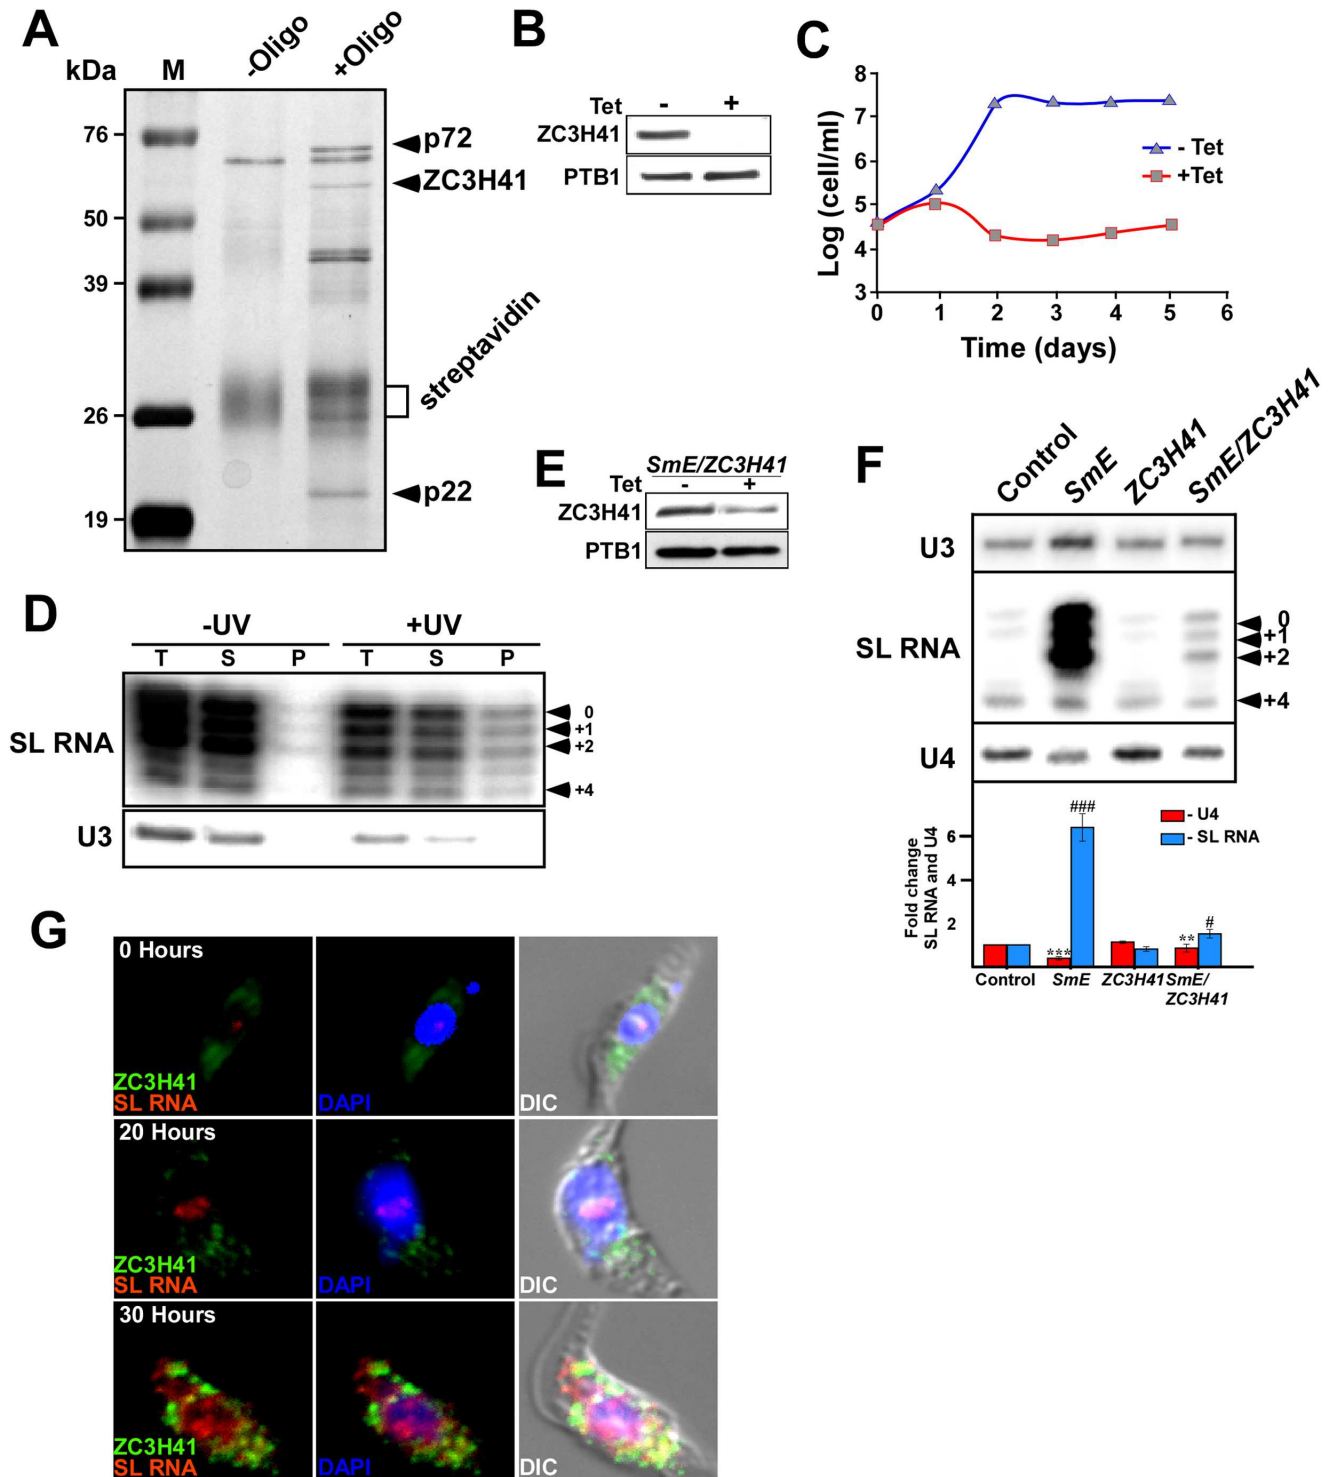 A
kDa M -Oligo +Oligo
76
50
39
26
19
p72
ZC3H41
streptavidin
p22
B
Tet - +
ZC3H41
PTB1
C
Log (cell/ml)
8
7
6
5
4
3
0 1 2 3 4 5 6
Time (days)
- Tet
+Tet
D
-UV +UV
T S P T S P
SL RNA
0
+1
+2
+4
U3
E
SmE/ZC3H41
Tet - +
ZC3H41
PTB1
F
Control SmE ZC3H41 SmE/ZC3H41
U3
SL RNA
0
+1
+2
+4
U4
Fold change
SL RNA and U4
6
4
2
- U4
- SL RNA
***
###
**
#
Control SmE ZC3H41 SmE/
ZC3H41
G
0 Hours
ZC3H41
SL RNA
DAPI
DIC
20 Hours
ZC3H41
SL RNA
DAPI
DIC
30 Hours
ZC3H41
SL RNA
DAPI
DIC